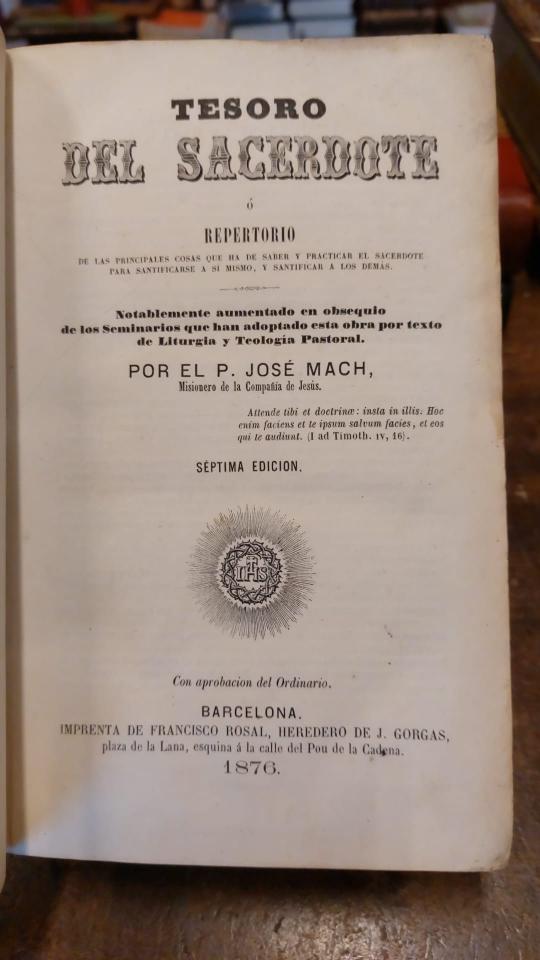 TESORO
DEL SACERDOTE
ó
REPERTORIO
DE LAS PRINCIPALES COSAS QUE HA DE SABER Y PRACTICAR EL SACERDOTE
PARA SANTIFICARSE A SÍ MISMO, Y SANTIFICAR A LOS DEMÁS.
Notablemente aumentado en obsequio
de los Seminarios que han adoptado esta obra por texto
de Liturgia y Teología Pastoral.
POR EL P. JOSÉ MACH,
Misionero de la Compañía de Jesús.
Attende tibi et doctrinæ: insta in illis. Hoc
enim faciens et te ipsum salvum facies, et eos
qui te audiunt. (I ad Timoth. IV, 16).
SÉPTIMA EDICION.
IHS
Con aprobacion del Ordinario.
BARCELONA.
IMPRENTA DE FRANCISCO ROSAL, HEREDERO DE J. GORGAS,
plaza de la Lana, esquina á la calle del Pou de la Cadena.
1876.